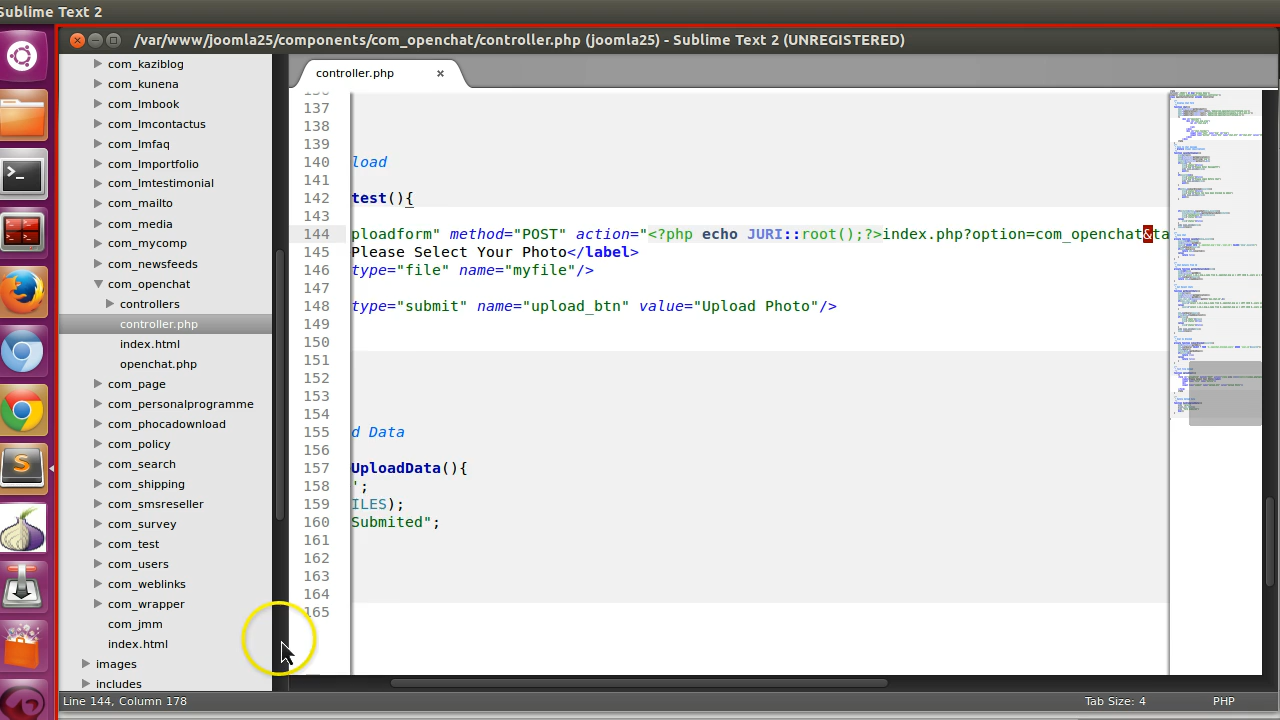 Sublime Text 2
/var/www/joomla25/components/com_openchat/controller.php (joomla25) - Sublime Text 2 (UNREGISTERED)
controller.php ×
com_kaziblog
com_kunena
com_lmbook
com_lmcontactus
com_lmfaq
com_lmportfolio
com_lmtestimonial
com_mailto
com_media
com_mycomp
com_newsfeeds
com_openchat
controllers
controller.php
index.html
openchat.php
com_page
com_personalprogramme
com_phocadownload
com_policy
com_search
com_shipping
com_smsreseller
com_survey
com_test
com_users
com_weblinks
com_wrapper
com_jmm
index.html
images
includes
136
137
138
139
140 load
141
142 test(){
143
144 ploadform" method="POST" action="<?php echo JURI::root();?>index.php?option=com_openchat&ta
145 Please Select Your Photo</label>
146 type="file" name="myfile"/>
147
148 type="submit" name="upload_btn" value="Upload Photo"/>
149
150
151
152
153
154
155 d Data
156
157 UploadData(){
158 ';
159 ILES);
160 Submited";
161
162
163
164
165
Line 144, Column 178
Tab Size: 4
PHP